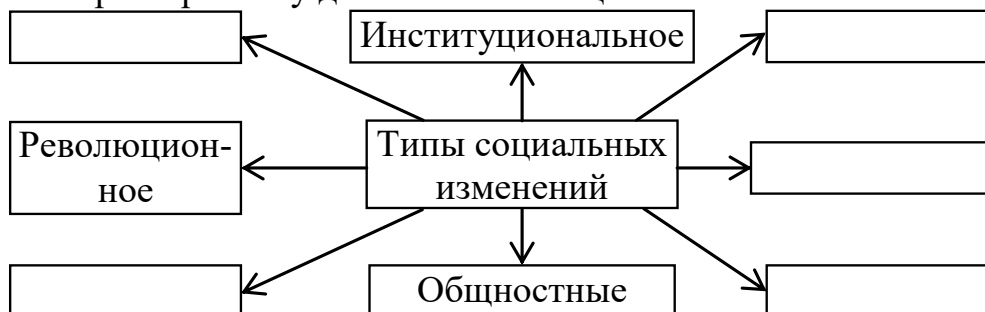 Институциональное
Революцион-
ное
Типы социальных
изменений
Общностные